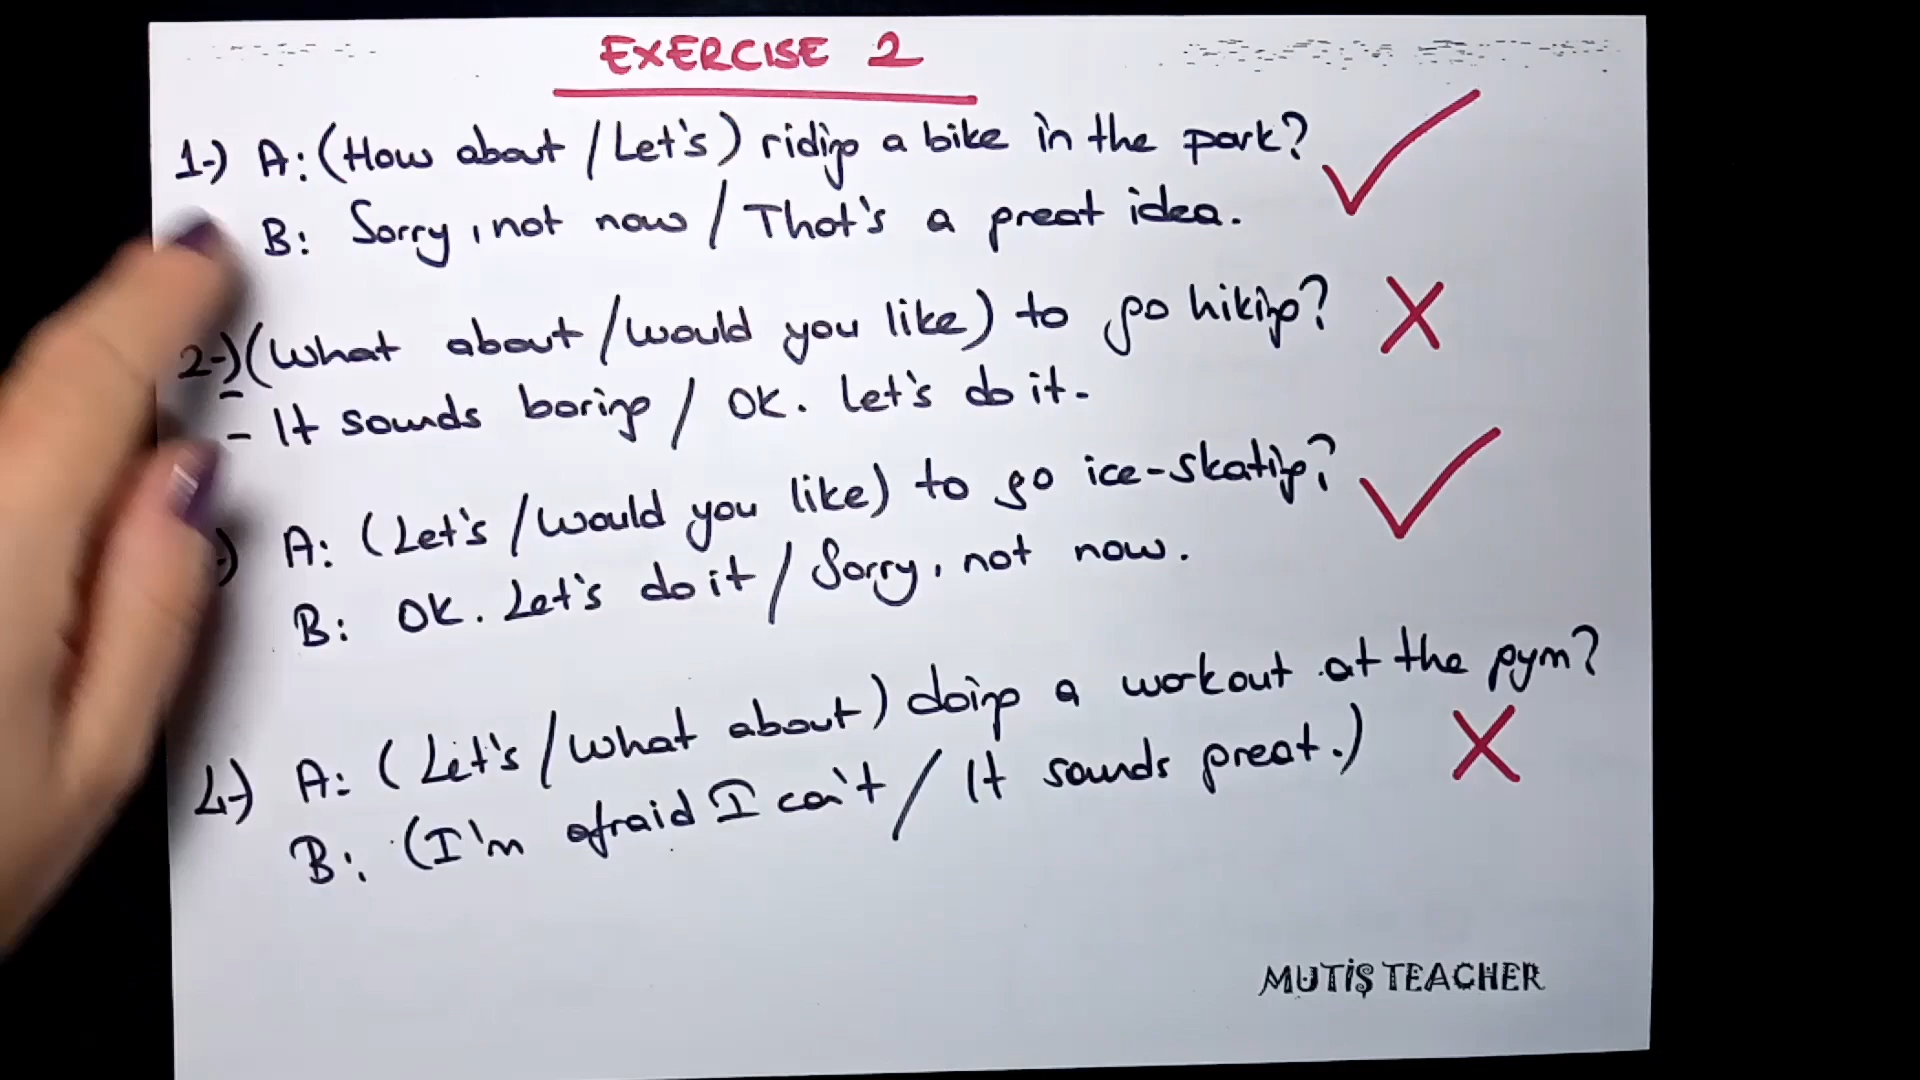 EXERCISE 2
1-) A: (How about / Let's) riding a bike in the park?
B: Sorry, not now / That's a great idea.
2-) (What about / would you like) to go hiking?
- It sounds boring / OK. Let's do it.
) A: (Let's / would you like) to go ice-skating?
B: OK. Let's do it / Sorry, not now.
4-) A: (Let's / what about) doing a workout at the gym?
B: (I'm afraid I can't / It sounds great.)
MUTİŞ TEACHER